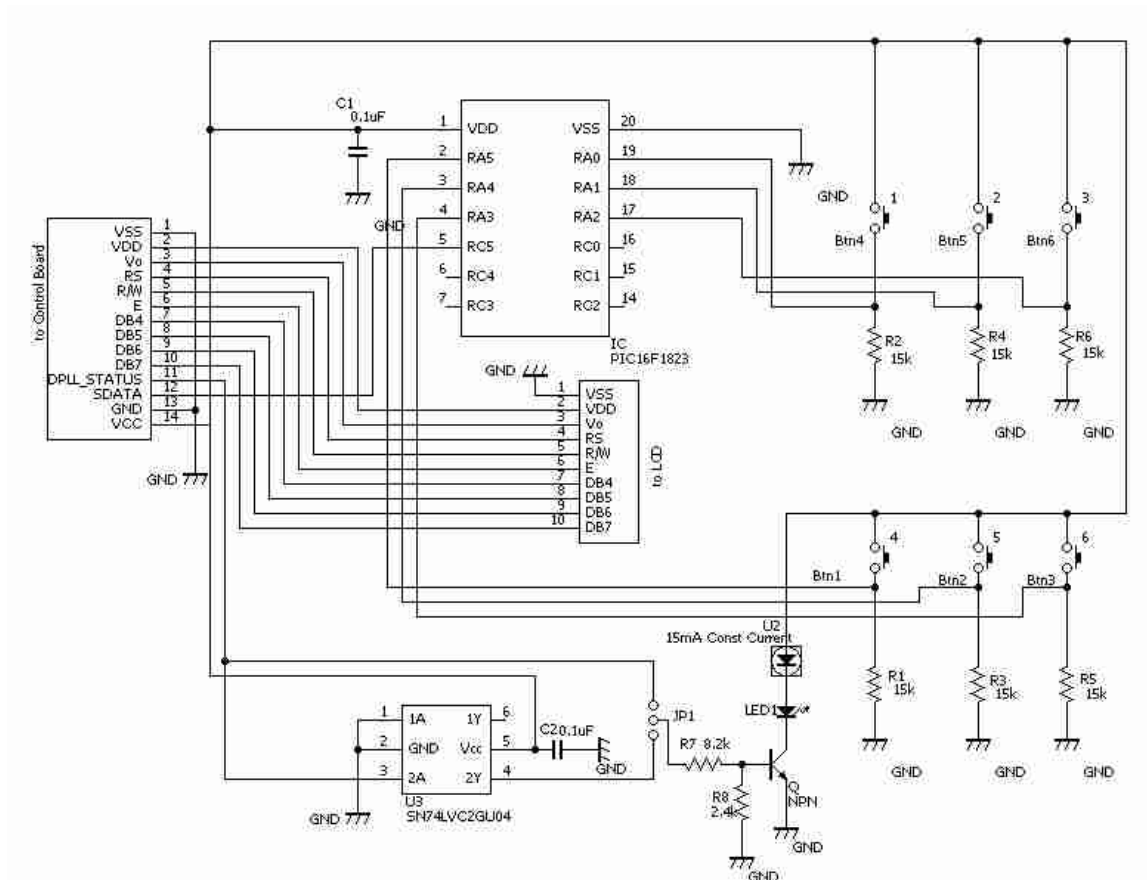 C1
0.1uF
1 VDD
2 RA5
3 RA4
4 RA3
5 RC5
6 RC4
7 RC3
VSS 20
RA0 19
RA1 18
RA2 17
RC0 16
RC1 15
RC2 14
IC
PIC16F1823
GND
GND
1
Btn4
2
Btn5
3
Btn6
R2
15k
R4
15k
R6
15k
GND
GND
GND
to Control Board
VSS 1
VDD 2
Vo 3
RS 4
R/W 5
E 6
DB4 7
DB5 8
DB6 9
DB7 10
DPLL_STATUS 11
SDATA 12
GND 13
VCC 14
GND
GND
1 VSS
2 VDD
3 Vo
4 RS
5 R/W
6 E
7 DB4
8 DB5
9 DB6
10 DB7
to LCD
4
Btn1
5
Btn2
6
Btn3
U2
15mA Const Current
R1
15k
R3
15k
R5
15k
GND
GND
GND
LED1
JP1
1 1A
2 GND
3 2A
1Y 6
Vcc 5
2Y 4
U3
SN74LVC2GU04
GND
C2
0.1uF
GND
R7 8.2k
R8
2.4k
Q
NPN
GND
GND